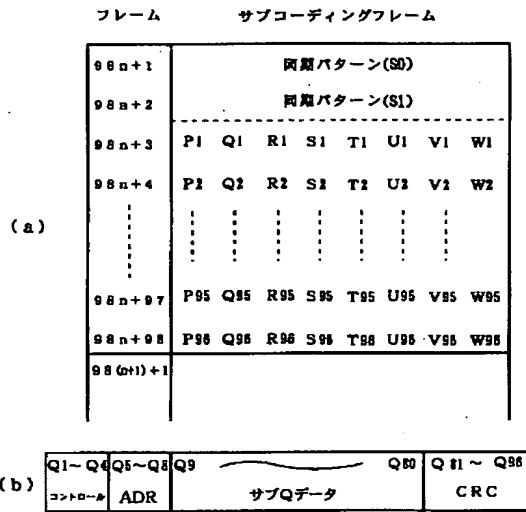 フレーム サブコーディングフレーム
98n+1 同期パターン(S0)
98n+2 同期パターン(S1)
98n+3 P1 Q1 R1 S1 T1 U1 V1 W1
98n+4 P2 Q2 R2 S2 T2 U2 V2 W2
(a)
98n+97 P95 Q95 R95 S95 T95 U95 V95 W95
98n+98 P96 Q96 R96 S96 T96 U96 V96 W96
98(n+1)+1
Q1~Q4 Q5~Q8 Q9 Q80 Q81~Q96
(b) コントロール ADR サブQデータ CRC